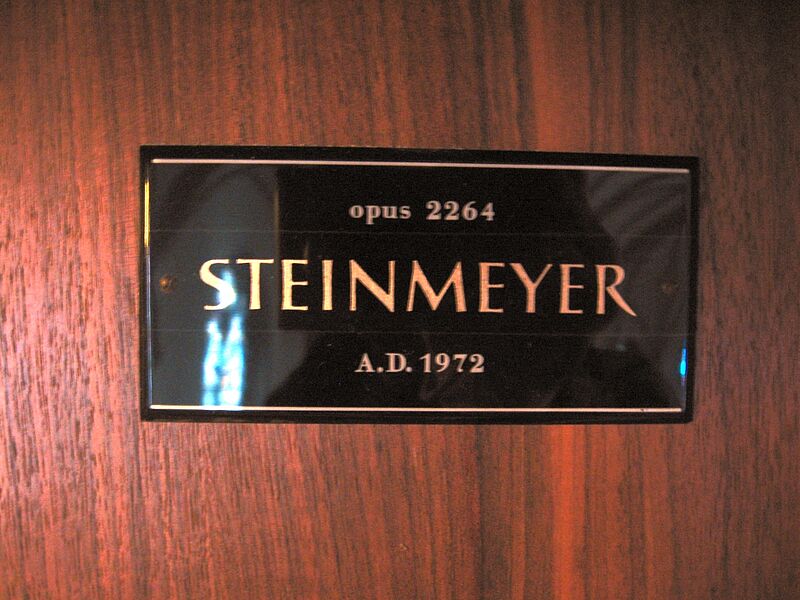 opus 2264
STEINMEYER
A.D. 1972